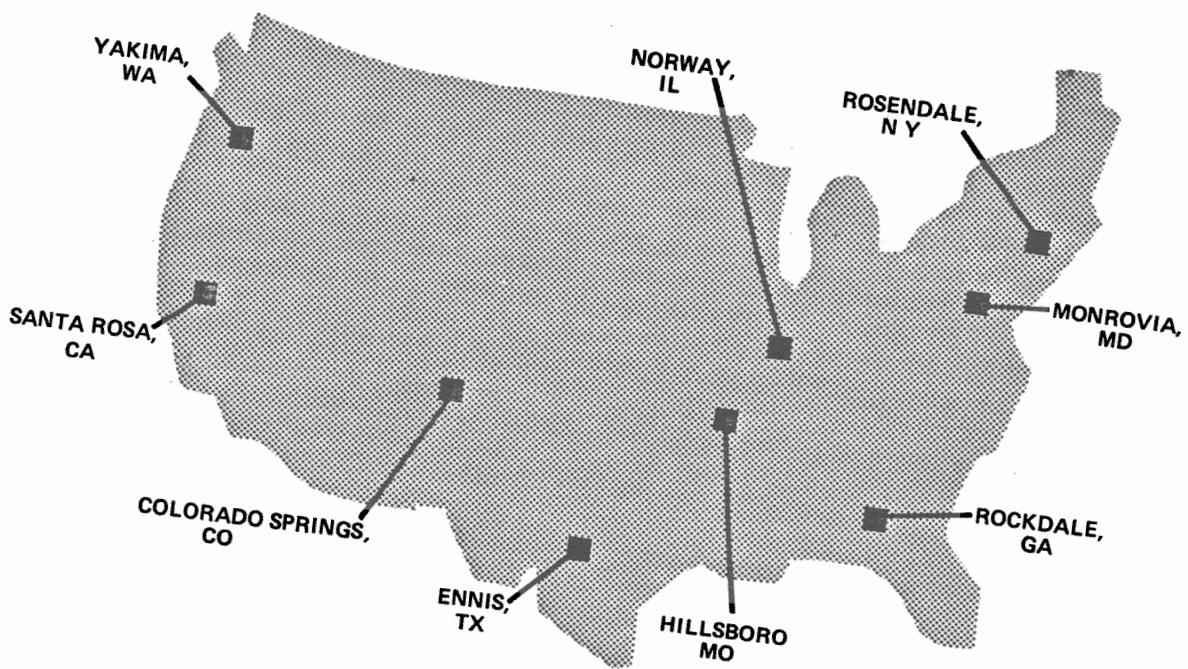 YAKIMA,
WA
NORWAY,
IL
ROSENDALE,
N Y
SANTA ROSA,
CA
MONROVIA,
MD
COLORADO SPRINGS,
CO
ROCKDALE,
GA
ENNIS,
TX
HILLSBORO
MO